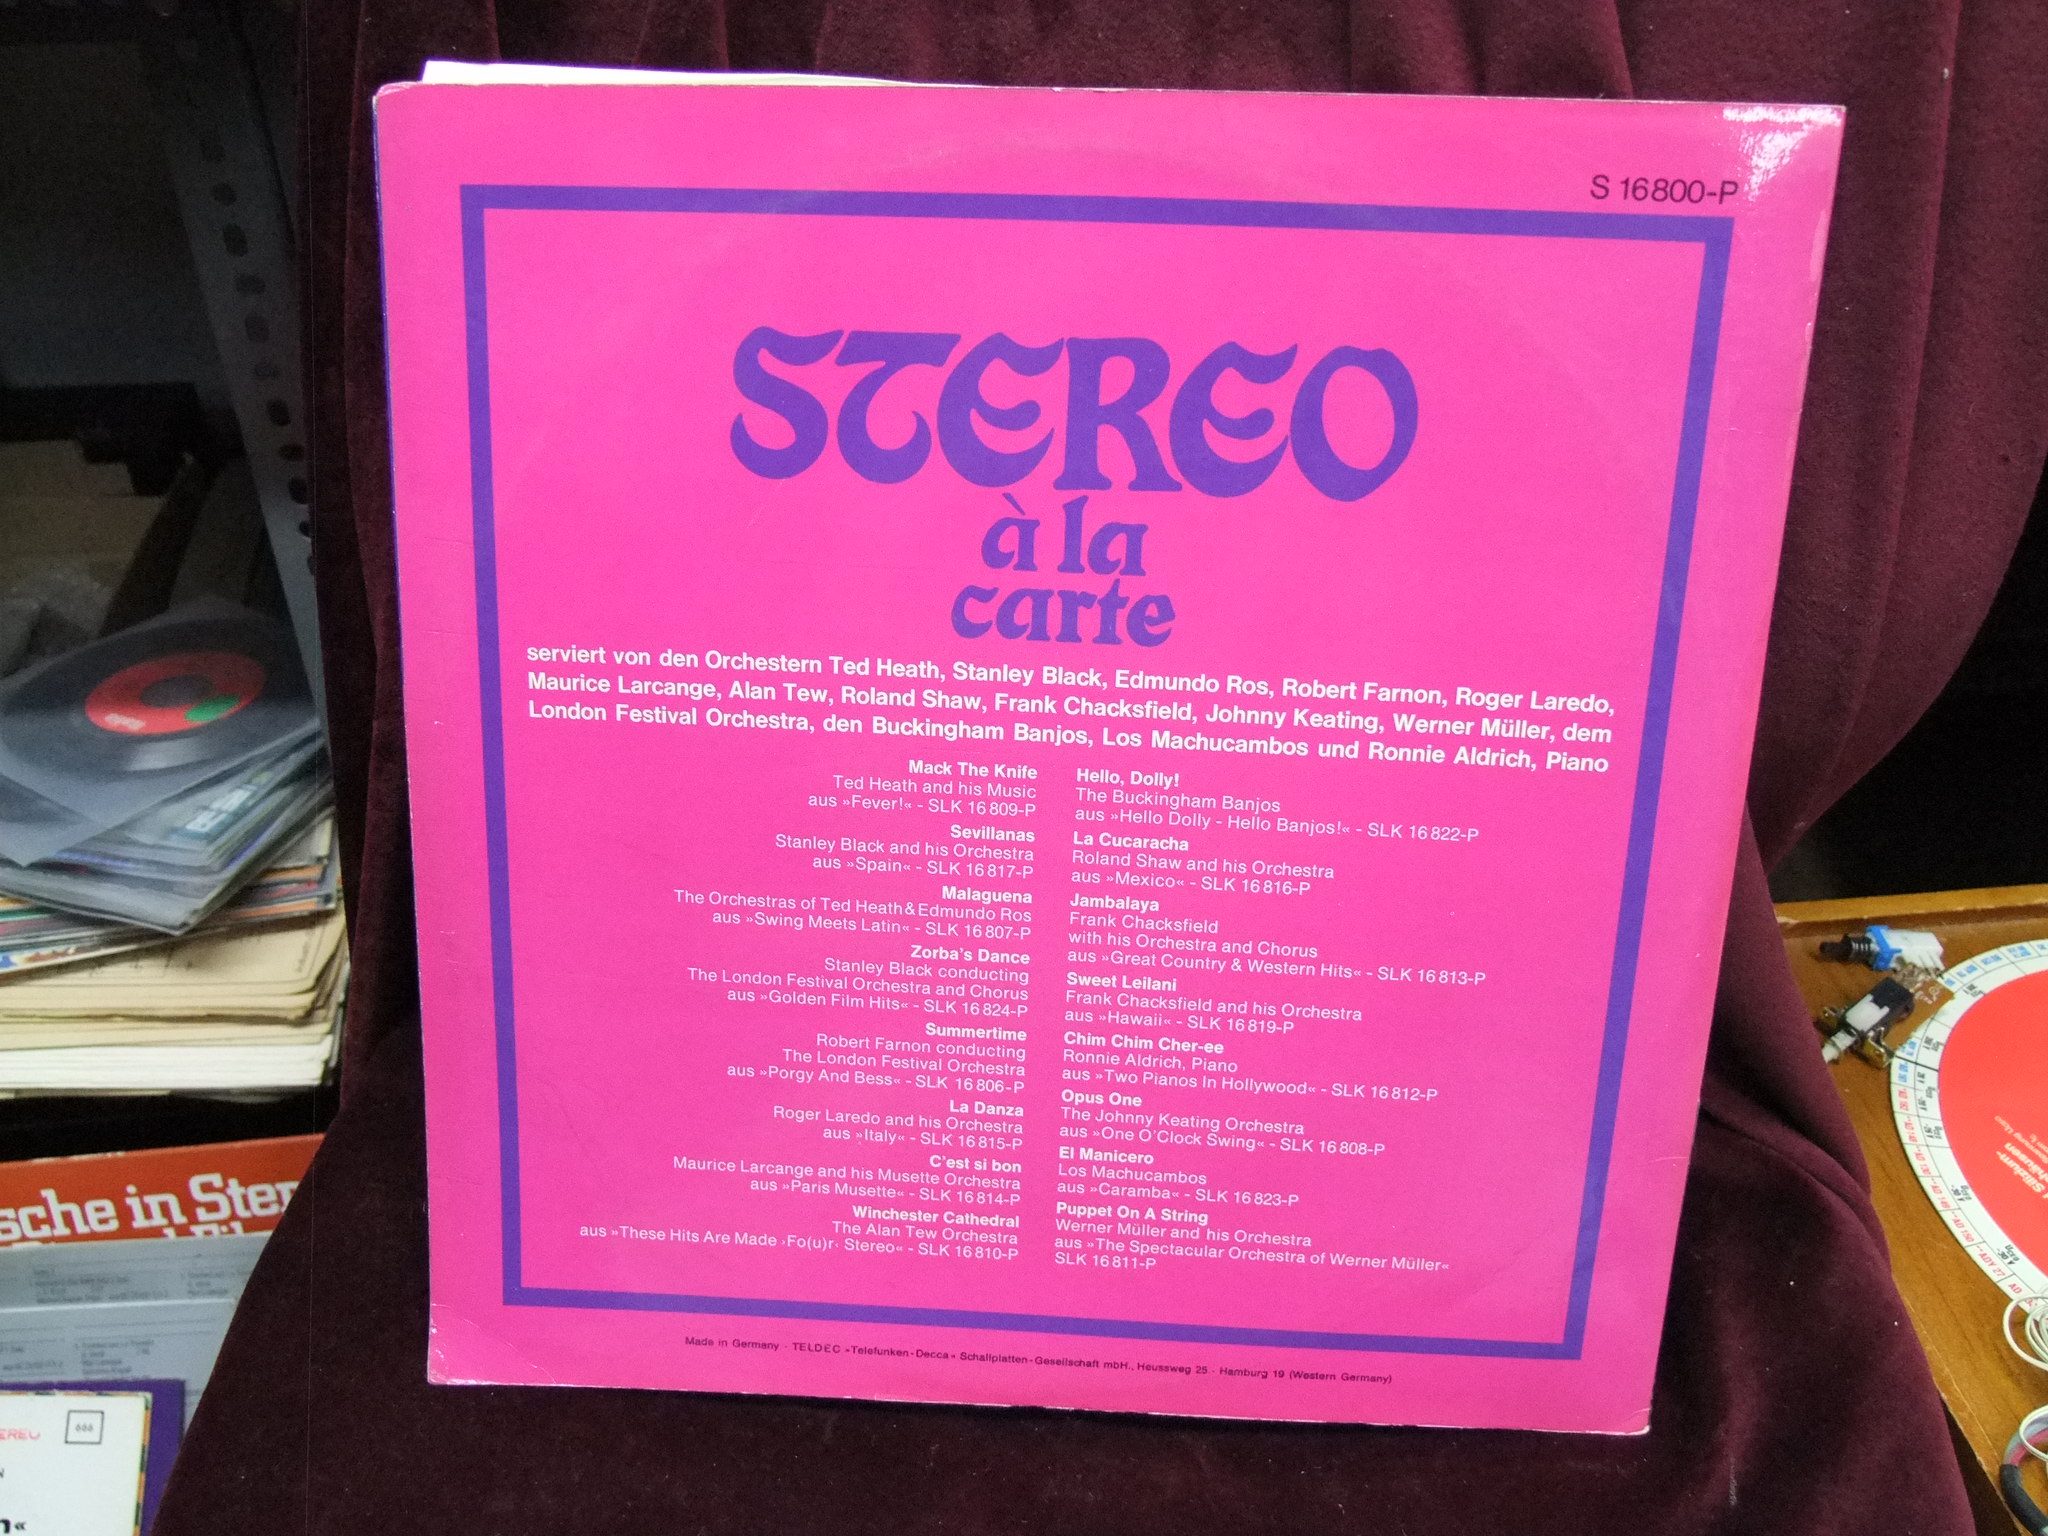 S 16800-P
STEREO
à la
carte
serviert von den Orchestern Ted Heath, Stanley Black, Edmundo Ros, Robert Farnon, Roger Laredo,
Maurice Larcange, Alan Tew, Roland Shaw, Frank Chacksfield, Johnny Keating, Werner Müller, dem
London Festival Orchestra, den Buckingham Banjos, Los Machucambos und Ronnie Aldrich, Piano
Mack The Knife
Ted Heath and his Music
aus »Fever!« - SLK 16809-P
Sevillanas
Stanley Black and his Orchestra
aus »Spain« - SLK 16817-P
Malaguena
The Orchestras of Ted Heath & Edmundo Ros
aus »Swing Meets Latin« - SLK 16807-P
Zorba's Dance
Stanley Black conducting
The London Festival Orchestra and Chorus
aus »Golden Film Hits« - SLK 16824-P
Summertime
Robert Farnon conducting
The London Festival Orchestra
aus »Porgy And Bess« - SLK 16806-P
La Danza
Roger Laredo and his Orchestra
aus »Italy« - SLK 16815-P
C'est si bon
Maurice Larcange and his Musette Orchestra
aus »Paris Musette« - SLK 16814-P
Winchester Cathedral
The Alan Tew Orchestra
aus »These Hits Are Made ›Fo(u)r‹ Stereo« - SLK 16810-P
Hello, Dolly!
The Buckingham Banjos
aus »Hello Dolly - Hello Banjos!« - SLK 16822-P
La Cucaracha
Roland Shaw and his Orchestra
aus »Mexico« - SLK 16816-P
Jambalaya
Frank Chacksfield
with his Orchestra and Chorus
aus »Great Country & Western Hits« - SLK 16813-P
Sweet Leilani
Frank Chacksfield and his Orchestra
aus »Hawaii« - SLK 16819-P
Chim Chim Cher-ee
Ronnie Aldrich, Piano
aus »Two Pianos In Hollywood« - SLK 16812-P
Opus One
The Johnny Keating Orchestra
aus »One O'Clock Swing« - SLK 16808-P
El Manicero
Los Machucambos
aus »Caramba« - SLK 16823-P
Puppet On A String
Werner Müller and his Orchestra
aus »The Spectacular Orchestra of Werner Müller«
SLK 16811-P
Made in Germany · TELDEC »Telefunken-Decca« Schallplatten-Gesellschaft mbH., Heussweg 25 · Hamburg 19 (Western Germany)
sche in Ster
666